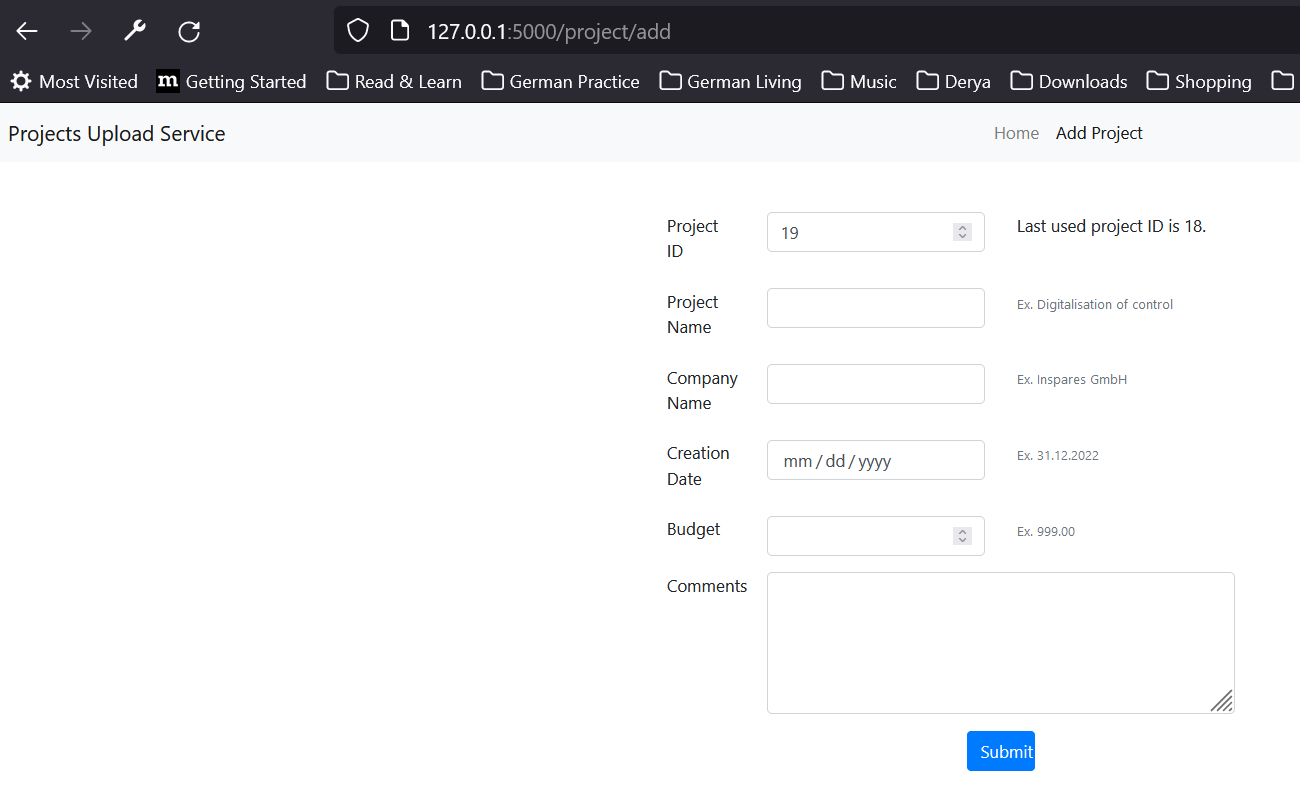 127.0.0.1:5000/project/add
Most Visited m Getting Started Read & Learn German Practice German Living Music Derya Downloads Shopping
Projects Upload Service Home Add Project
Project ID 19 Last used project ID is 18.
Project Name Ex. Digitalisation of control
Company Name Ex. Inspares GmbH
Creation Date mm / dd / yyyy Ex. 31.12.2022
Budget Ex. 999.00
Comments
Submit